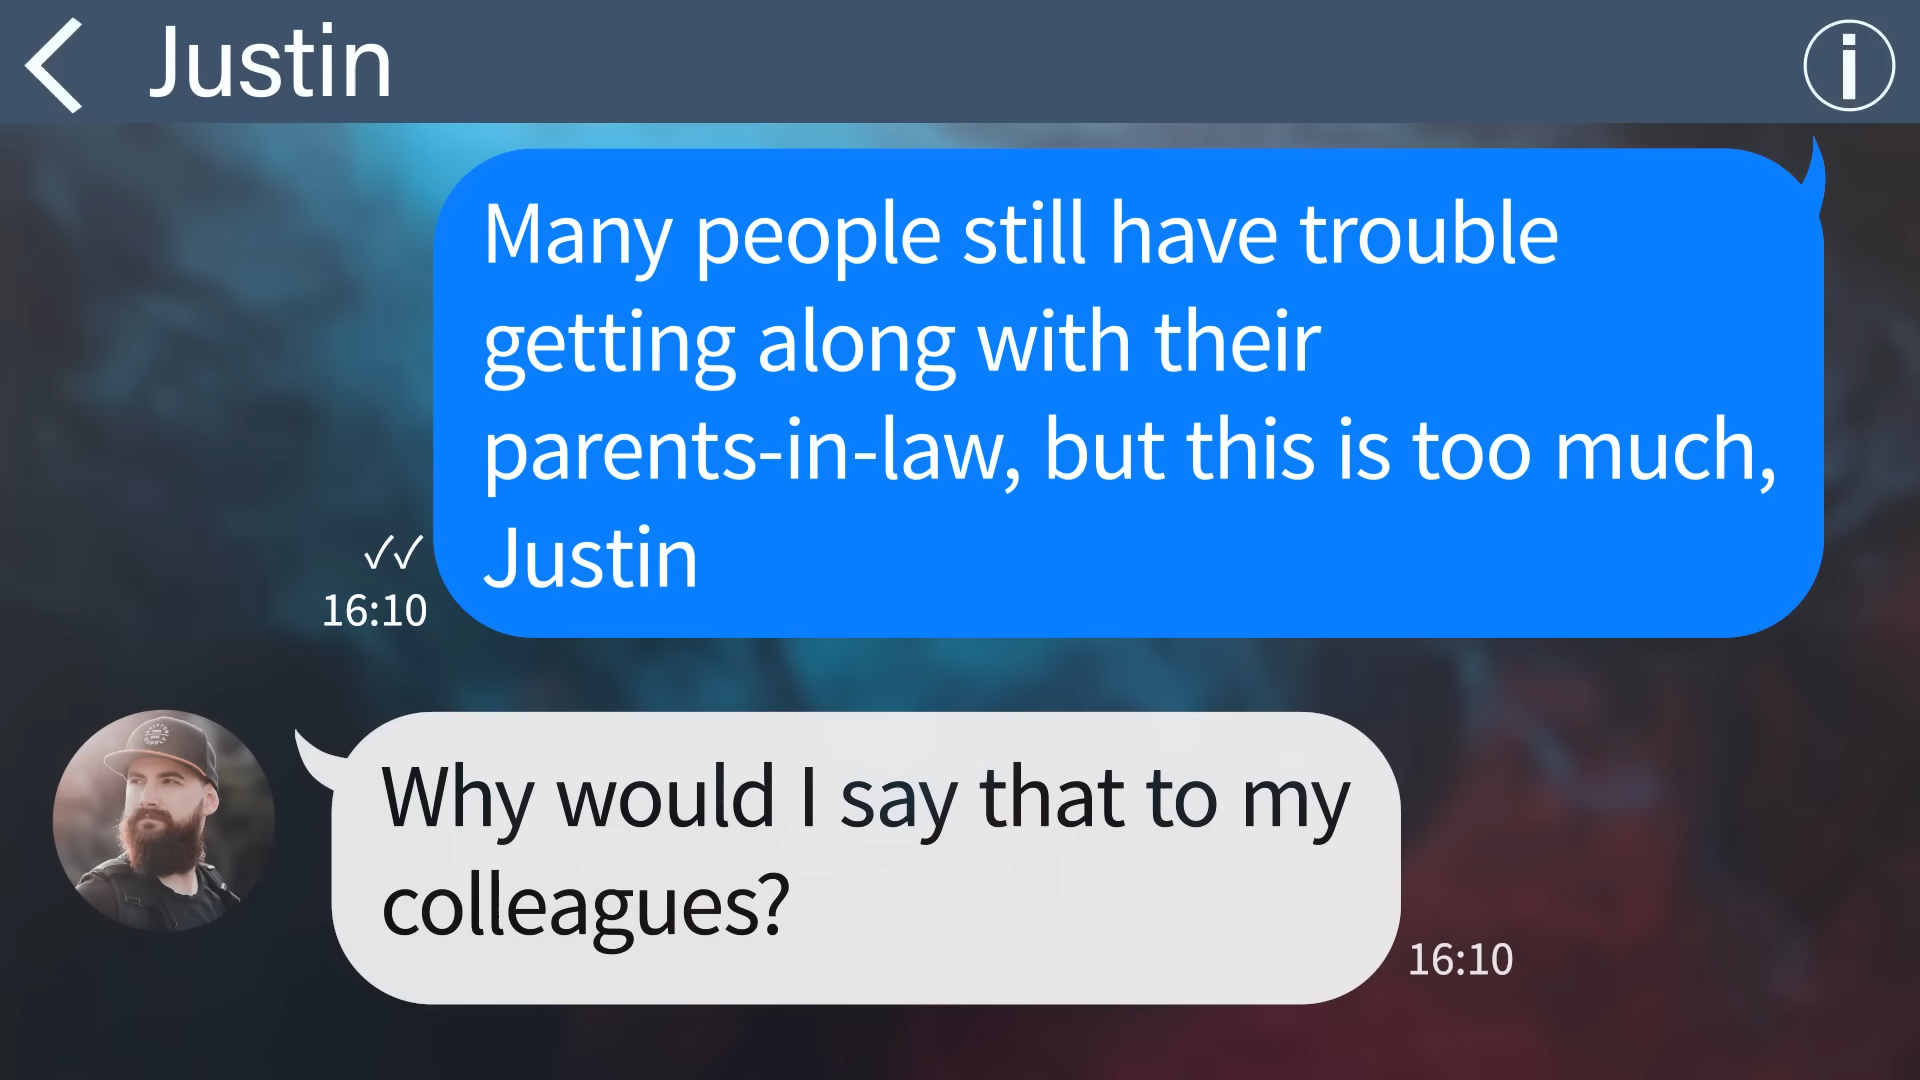 Justin
Many people still have trouble
getting along with their
parents-in-law, but this is too much,
Justin
✓✓
16:10
Why would I say that to my
colleagues?
16:10